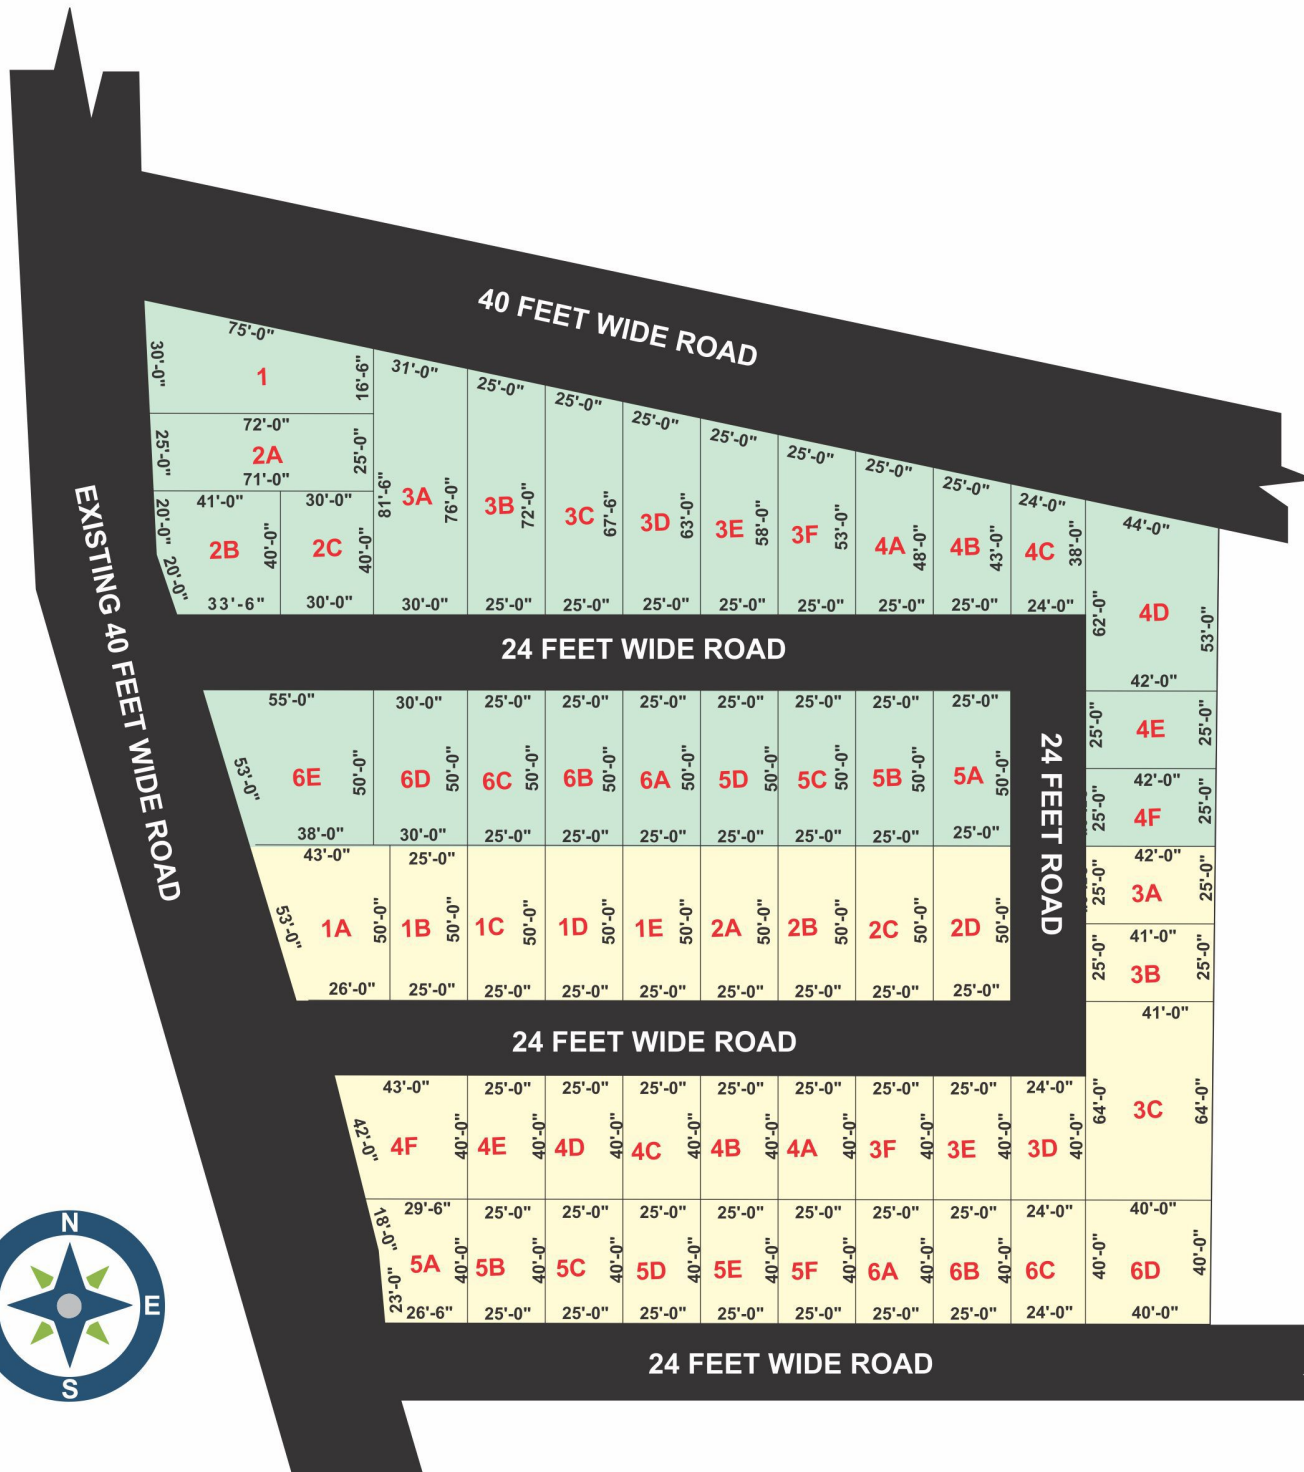 40 FEET WIDE ROAD
EXISTING 40 FEET WIDE ROAD
75'-0"
30'-0"
1
16'-6"
72'-0"
25'-0"
2A
25'-0"
71'-0"
41'-0"
20'-0"
20'-0"
2B
40'-0"
33'-6"
30'-0"
2C
40'-0"
30'-0"
31'-0"
81'-6"
3A
76'-0"
30'-0"
25'-0"
3B
72'-0"
25'-0"
25'-0"
3C
67'-6"
25'-0"
25'-0"
3D
63'-0"
25'-0"
25'-0"
3E
58'-0"
25'-0"
25'-0"
3F
53'-0"
25'-0"
25'-0"
4A
48'-0"
25'-0"
25'-0"
4B
43'-0"
25'-0"
24'-0"
4C
38'-0"
24'-0"
44'-0"
62'-0"
4D
53'-0"
42'-0"
24 FEET WIDE ROAD
25'-0"
4E
25'-0"
42'-0"
25'-0"
4F
25'-0"
42'-0"
25'-0"
3A
25'-0"
41'-0"
25'-0"
3B
25'-0"
41'-0"
64'-0"
3C
64'-0"
24 FEET ROAD
55'-0"
53'-0"
6E
50'-0"
38'-0"
30'-0"
6D
50'-0"
30'-0"
25'-0"
6C
50'-0"
25'-0"
25'-0"
6B
50'-0"
25'-0"
25'-0"
6A
50'-0"
25'-0"
25'-0"
5D
50'-0"
25'-0"
25'-0"
5C
50'-0"
25'-0"
25'-0"
5B
50'-0"
25'-0"
25'-0"
5A
50'-0"
25'-0"
43'-0"
53'-0"
1A
50'-0"
26'-0"
25'-0"
1B
50'-0"
25'-0"
1C
50'-0"
25'-0"
1D
50'-0"
25'-0"
1E
50'-0"
25'-0"
2A
50'-0"
25'-0"
2B
50'-0"
25'-0"
2C
50'-0"
25'-0"
2D
50'-0"
25'-0"
24 FEET WIDE ROAD
43'-0"
42'-0"
4F
40'-0"
25'-0"
4E
40'-0"
25'-0"
4D
40'-0"
25'-0"
4C
40'-0"
25'-0"
4B
40'-0"
25'-0"
4A
40'-0"
25'-0"
3F
40'-0"
25'-0"
3E
40'-0"
24'-0"
3D
40'-0"
29'-6"
18'-0"
23'-0"
5A
40'-0"
26'-6"
25'-0"
5B
40'-0"
25'-0"
25'-0"
5C
40'-0"
25'-0"
25'-0"
5D
40'-0"
25'-0"
25'-0"
5E
40'-0"
25'-0"
25'-0"
5F
40'-0"
25'-0"
25'-0"
6A
40'-0"
25'-0"
25'-0"
6B
40'-0"
25'-0"
24'-0"
6C
24'-0"
40'-0"
40'-0"
6D
40'-0"
40'-0"
24 FEET WIDE ROAD
N
E
S